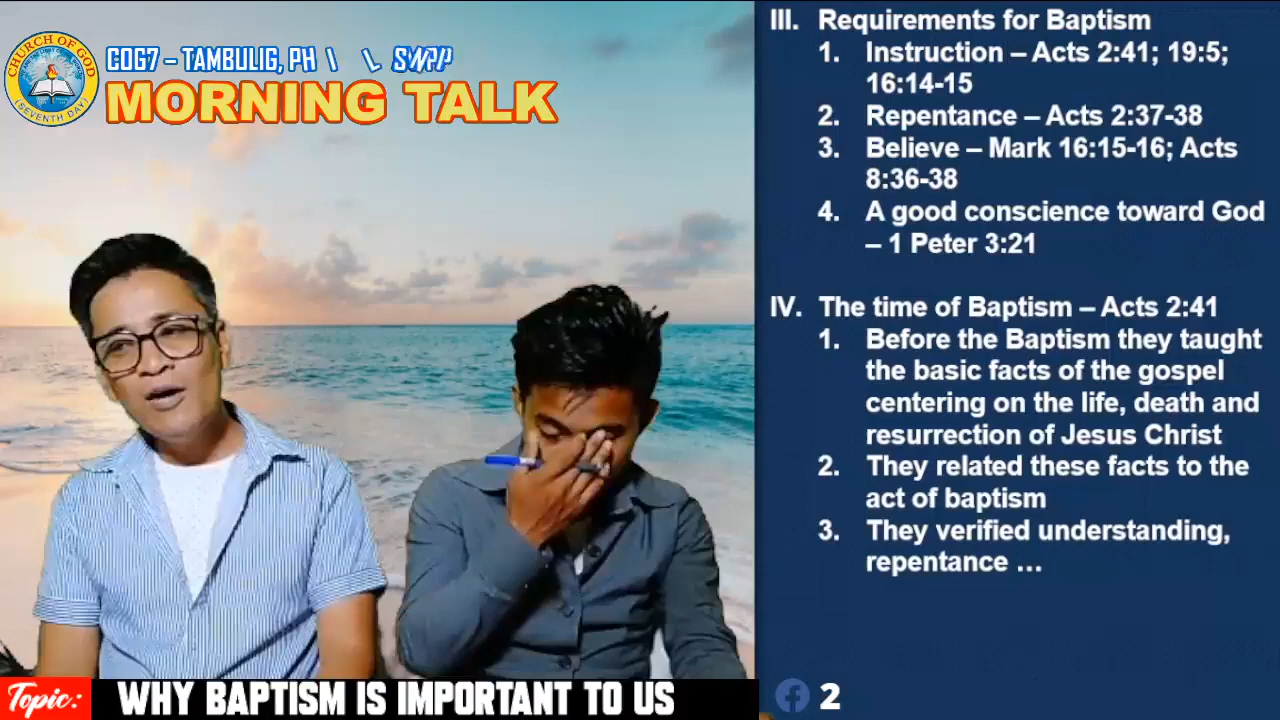 CHURCH OF GOD
(SEVENTH DAY)
COG7 – TAMBULIG, PH
MORNING TALK
III. Requirements for Baptism
1. Instruction – Acts 2:41; 19:5;
16:14-15
2. Repentance – Acts 2:37-38
3. Believe – Mark 16:15-16; Acts
8:36-38
4. A good conscience toward God
– 1 Peter 3:21
IV. The time of Baptism – Acts 2:41
1. Before the Baptism they taught
the basic facts of the gospel
centering on the life, death and
resurrection of Jesus Christ
2. They related these facts to the
act of baptism
3. They verified understanding,
repentance ...
Topic: WHY BAPTISM IS IMPORTANT TO US
2